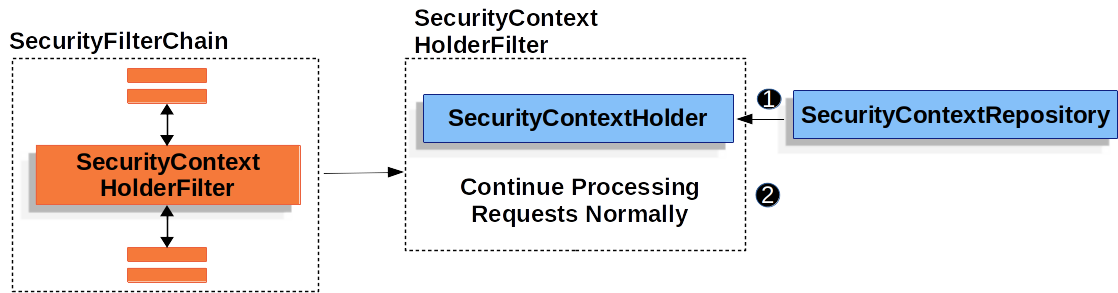 SecurityFilterChain
SecurityContext
HolderFilter
SecurityContext
HolderFilter
SecurityContextHolder
1
SecurityContextRepository
Continue Processing
Requests Normally
2